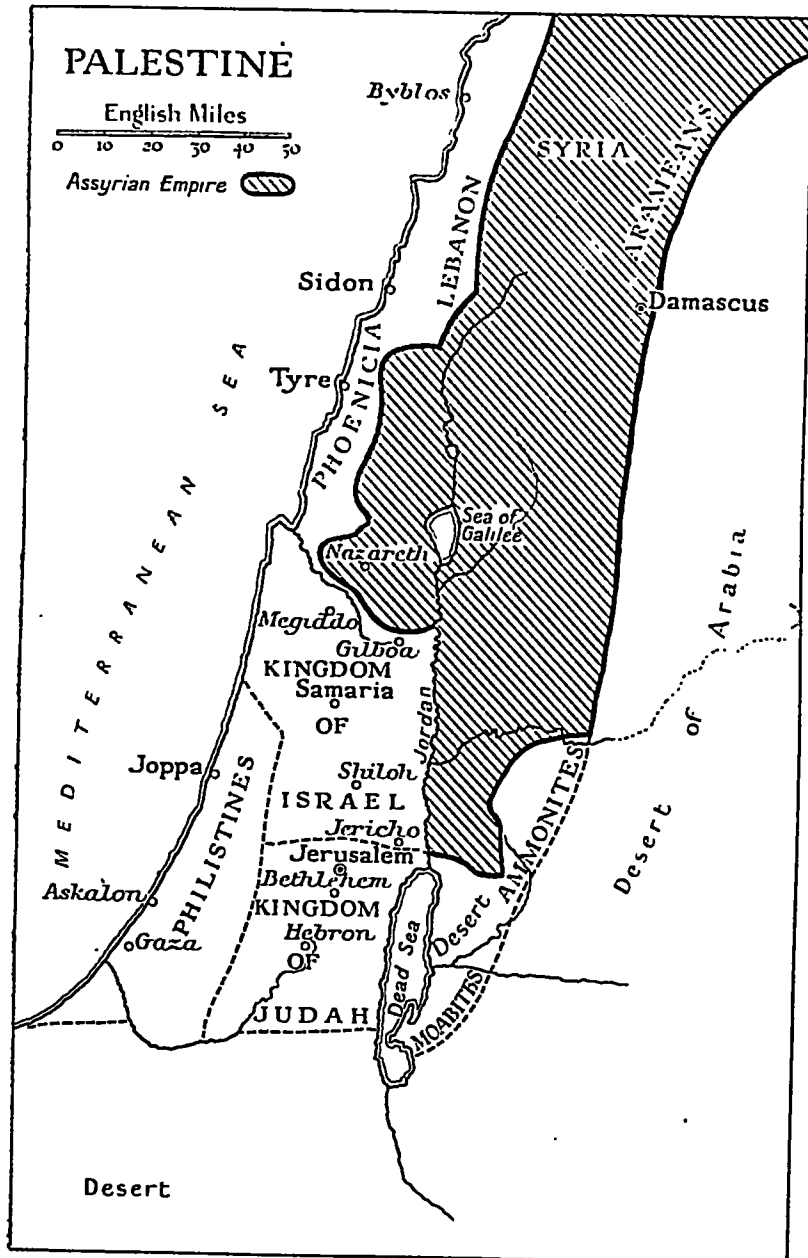 PALESTINE
English Miles
0 10 20 30 40 50
Assyrian Empire
Byblos
SYRIA
ARAMEANS
LEBANON
Sidon
Damascus
Tyre
PHOENICIA
MEDITERRANEAN SEA
Sea of
Galilee
Nazareth
Megiddo
Gilboa
KINGDOM
Samaria
OF
Jordan
Desert of Arabia
Joppa
Shiloh
ISRAEL
Jericho
PHILISTINES
AMMONITES
Jerusalem
Bethlehem
Askalon
KINGDOM
Desert
Gaza
Hebron
OF
Dead Sea
JUDAH
MOABITES
Desert